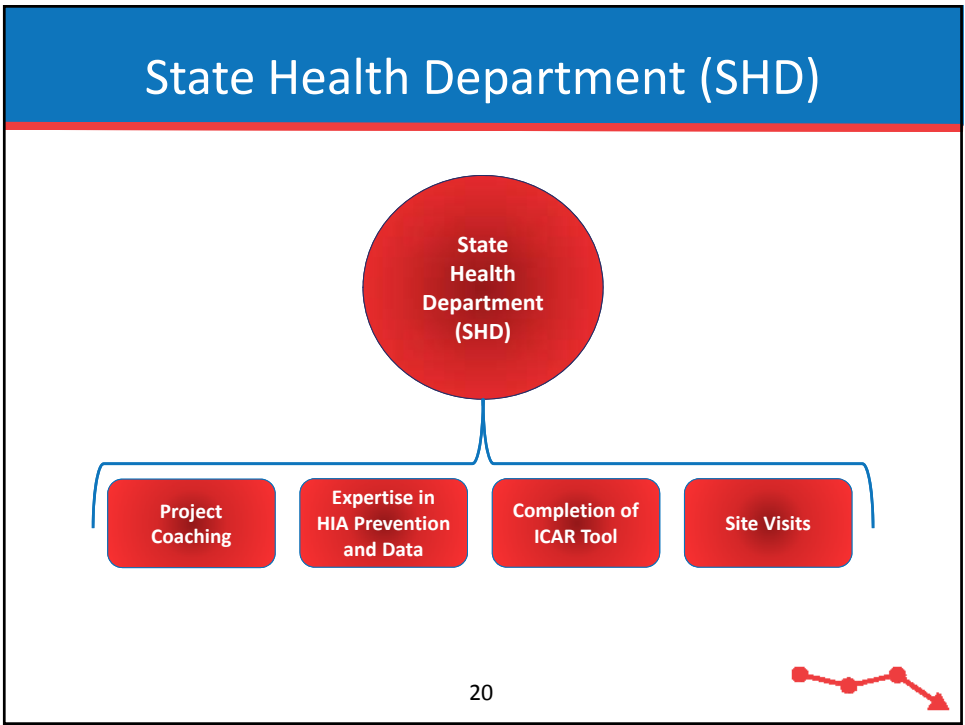 State Health Department (SHD)
State
Health
Department
(SHD)
Project
Coaching
Expertise in
HIA Prevention
and Data
Completion of
ICAR Tool
Site Visits
20